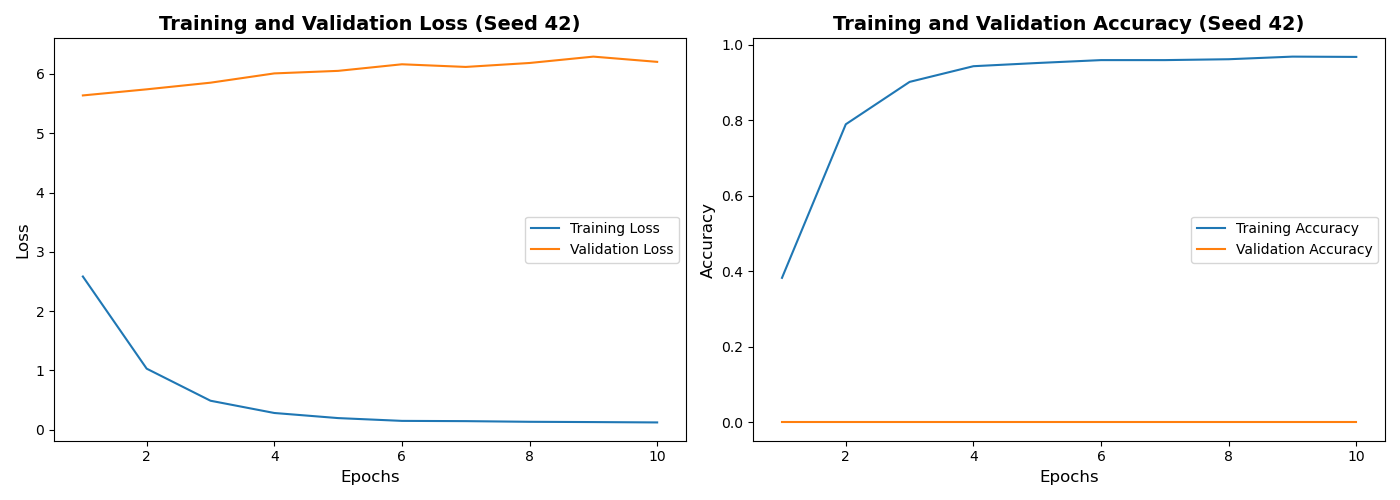 Training and Validation Loss (Seed 42)
Loss
6
5
4
3
2
1
0
Training Loss
Validation Loss
2
4
6
8
10
Epochs
Training and Validation Accuracy (Seed 42)
Accuracy
1.0
0.8
0.6
0.4
0.2
0.0
Training Accuracy
Validation Accuracy
2
4
6
8
10
Epochs